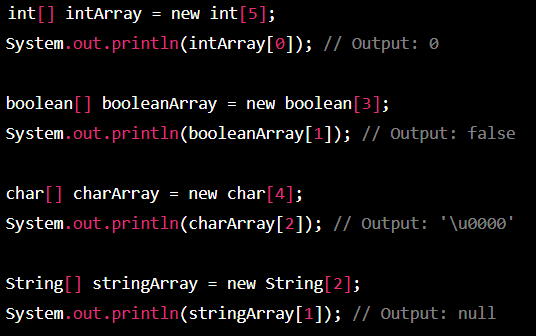 int[] intArray = new int[5];
System.out.println(intArray[0]); // Output: 0
boolean[] booleanArray = new boolean[3];
System.out.println(booleanArray[1]); // Output: false
char[] charArray = new char[4];
System.out.println(charArray[2]); // Output: '\u0000'
String[] stringArray = new String[2];
System.out.println(stringArray[1]); // Output: null